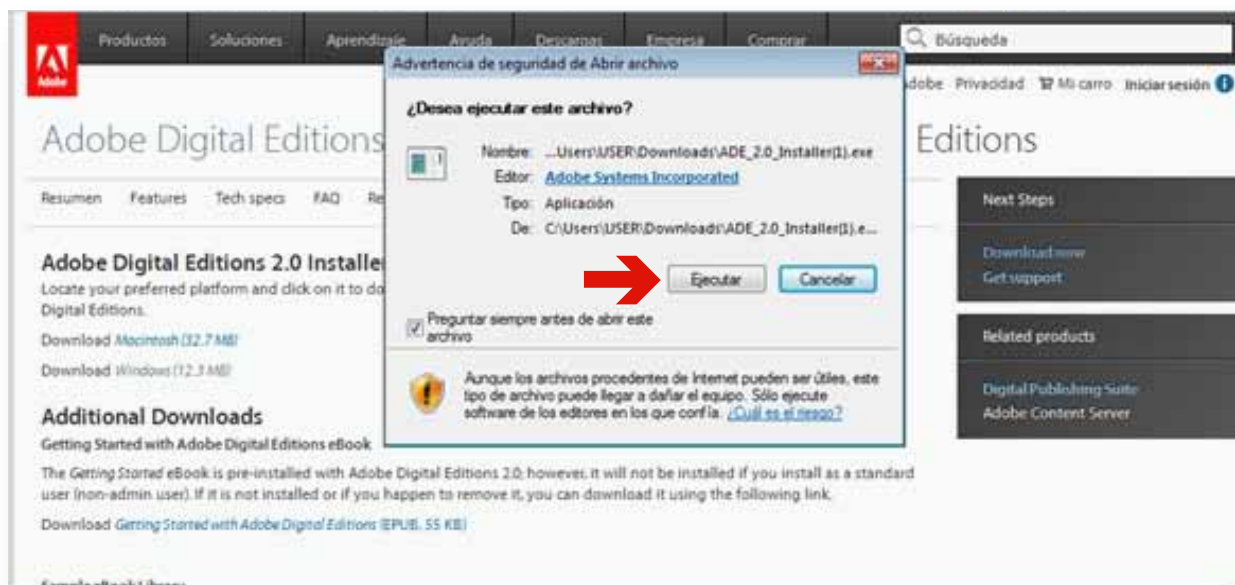 Adobe
Productos Soluciones Aprendizaje Ayuda Descargas Empresa Comprar
Búsqueda
Privacidad Mi carro Iniciar sesión
Adobe Digital Editions
Editions
Resumen Features Tech specs FAQ
Adobe Digital Editions 2.0
Locate your preferred platform and click on it to
Digital Editions.
Download Macintosh (32.7 MB)
Download Windows (12.3 MB)
Additional Downloads
Getting Started with Adobe Digital Editions eBook
The Getting Started eBook is pre-installed with Adobe Digital Editions 2.0; however, it will not be installed if you install as a standard
user (non-admin user). If it is not installed or if you happen to remove it, you can download it using the following link.
Download Getting Started with Adobe Digital Editions (EPUB, 55 KB)
Advertencia de seguridad de Abrir archivo
¿Desea ejecutar este archivo?
Nombre: ...Users\USER\Downloads\ADE_2.0_Installer(1).exe
Editor: Adobe Systems Incorporated
Tipo: Aplicación
De: C:\Users\USER\Downloads\ADE_2.0_Installer(1).e...
Ejecutar Cancelar
Preguntar siempre antes de abrir este
archivo
Aunque los archivos procedentes de Internet pueden ser útiles, este
tipo de archivo puede llegar a dañar el equipo. Sólo ejecute
software de los editores en los que confía. ¿Cuál es el riesgo?
Next Steps
Download now
Get support
Related products
Digital Publishing Suite
Adobe Content Server